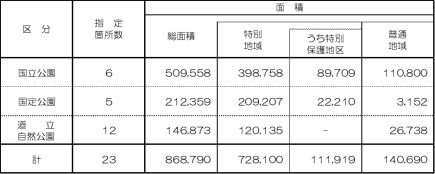 区 分 指 定 箇所数 面 積
総面積 特別 地域 うち特別 保護地区 普通 地域
国立公園 6 509.558 398.758 89.709 110.800
国定公園 5 212.359 209.207 22.210 3.152
道 立 自然公園 12 146.873 120.135 - 26.738
計 23 868.790 728.100 111.919 140.690